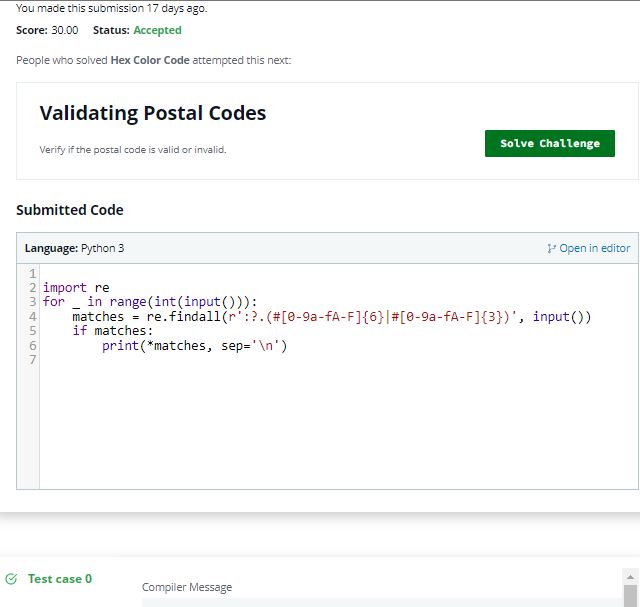 You made this submission 17 days ago.
Score: 30.00 Status: Accepted
People who solved Hex Color Code attempted this next:
Validating Postal Codes
Verify if the postal code is valid or invalid.
Solve Challenge
Submitted Code
Language: Python 3
Open in editor
1
2 import re
3 for _ in range(int(input())):
4     matches = re.findall(r':?.(#[0-9a-fA-F]{6}|#[0-9a-fA-F]{3})', input())
5     if matches:
6         print(*matches, sep='\n')
7
Test case 0
Compiler Message